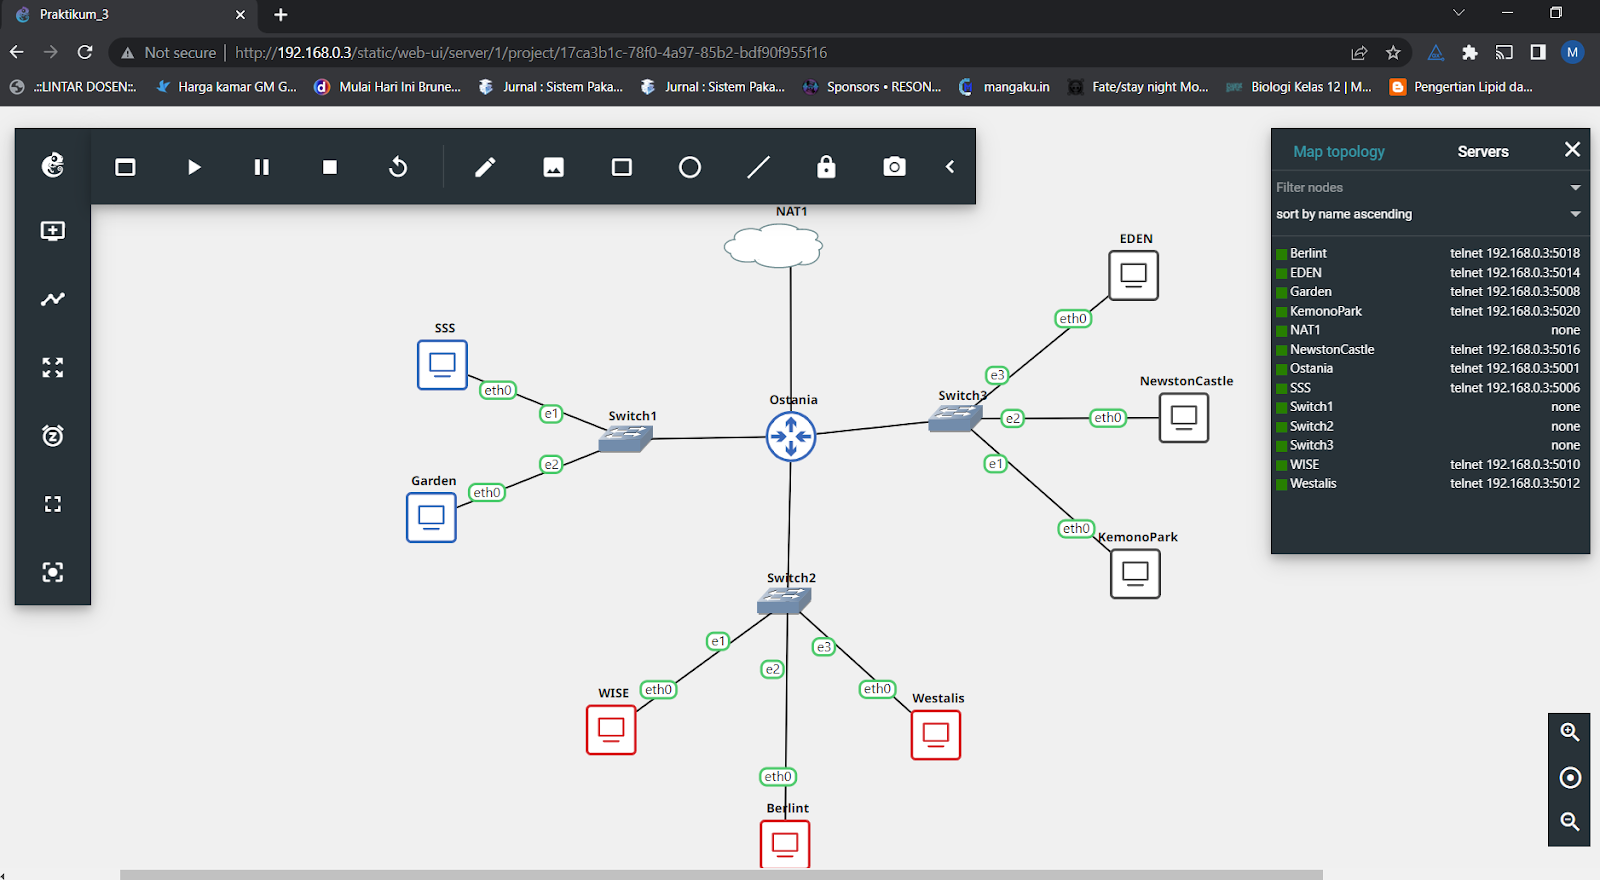 Praktikum_3
Not secure
http://192.168.0.3/static/web-ui/server/1/project/17ca3b1c-78f0-4a97-85b2-bdf90f955f16
M
.::LINTAR DOSEN::.
Harga kamar GM G...
Mulai Hari Ini Brune...
Jurnal : Sistem Paka...
Jurnal : Sistem Paka...
Sponsors • RESON...
mangaku.in
Fate/stay night Mo...
Biologi Kelas 12 | M...
Pengertian Lipid da...
Map topology
Servers
Filter nodes
sort by name ascending
Berlint telnet 192.168.0.3:5018
EDEN telnet 192.168.0.3:5014
Garden telnet 192.168.0.3:5008
KemonoPark telnet 192.168.0.3:5020
NAT1 none
NewstonCastle telnet 192.168.0.3:5016
Ostania telnet 192.168.0.3:5001
SSS telnet 192.168.0.3:5006
Switch1 none
Switch2 none
Switch3 none
WISE telnet 192.168.0.3:5010
Westalis telnet 192.168.0.3:5012
NAT1
EDEN
eth0
SSS
eth0
e1
e3
NewstonCastle
Switch3
Ostania
Switch1
e2
eth0
e2
e1
Garden
eth0
eth0
KemonoPark
Switch2
e1
e3
e2
WISE
eth0
eth0
Westalis
eth0
Berlint